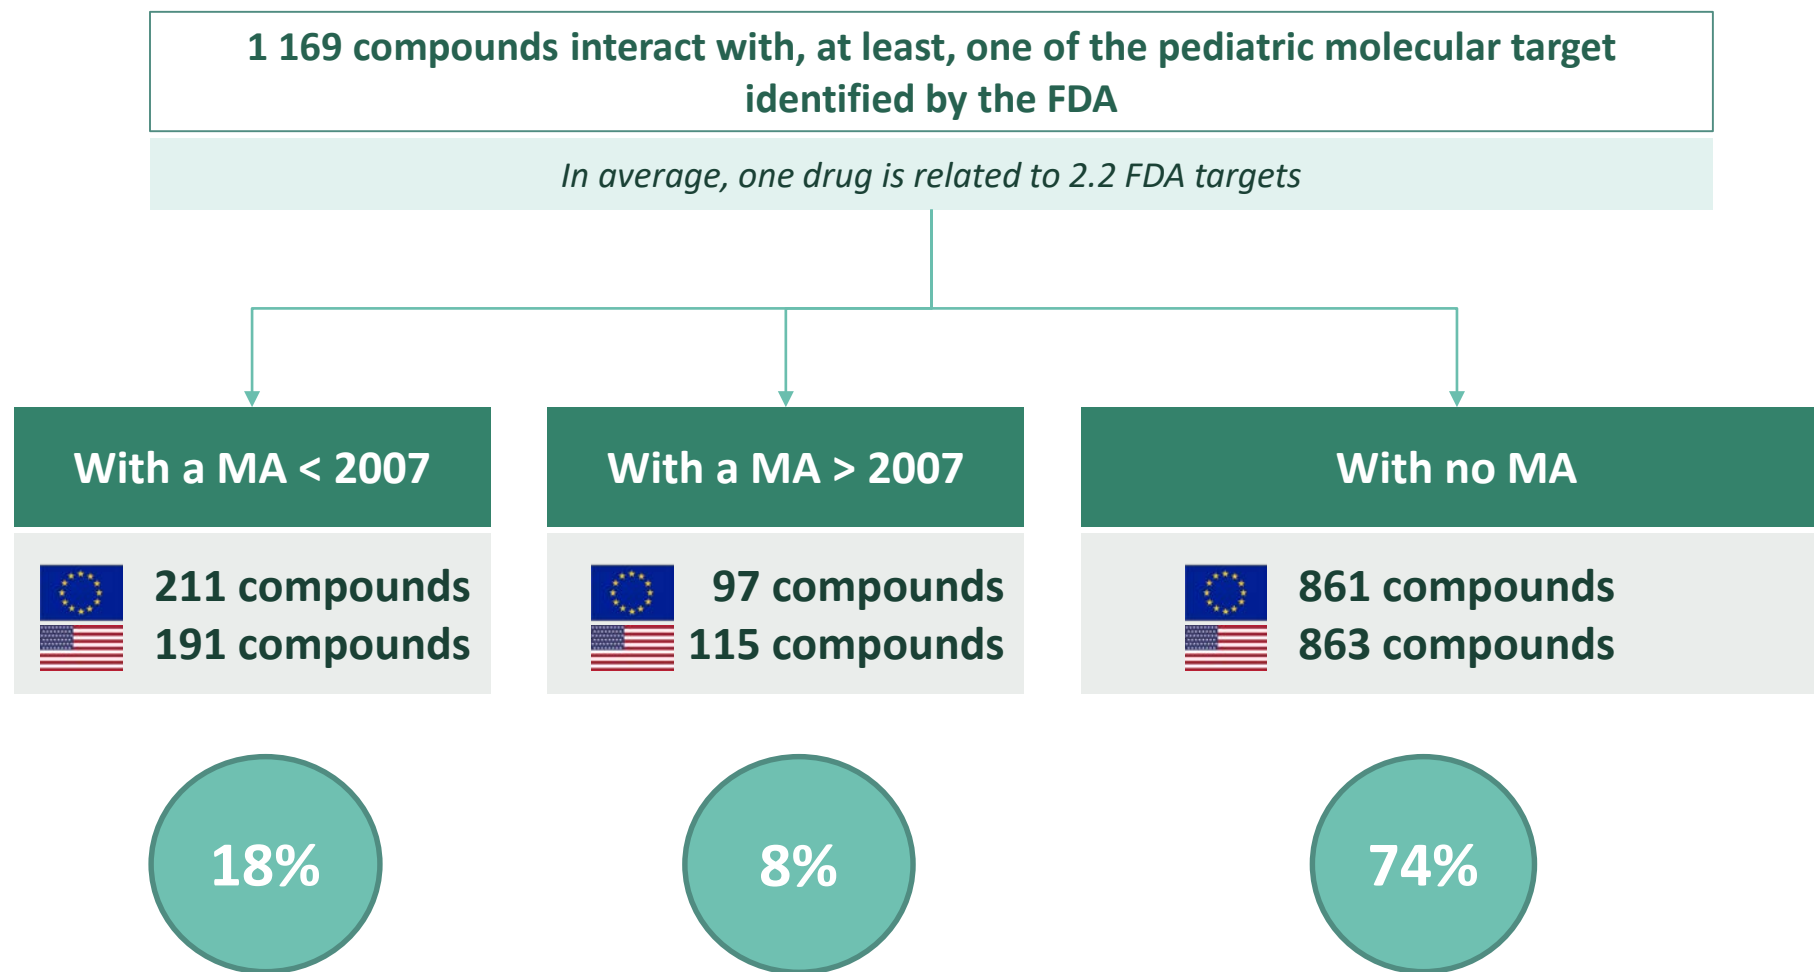 1 169 compounds interact with, at least, one of the pediatric molecular target
identified by the FDA
In average, one drug is related to 2.2 FDA targets
With a MA < 2007
With a MA > 2007
With no MA
211 compounds
191 compounds
97 compounds
115 compounds
861 compounds
863 compounds
18%
8%
74%